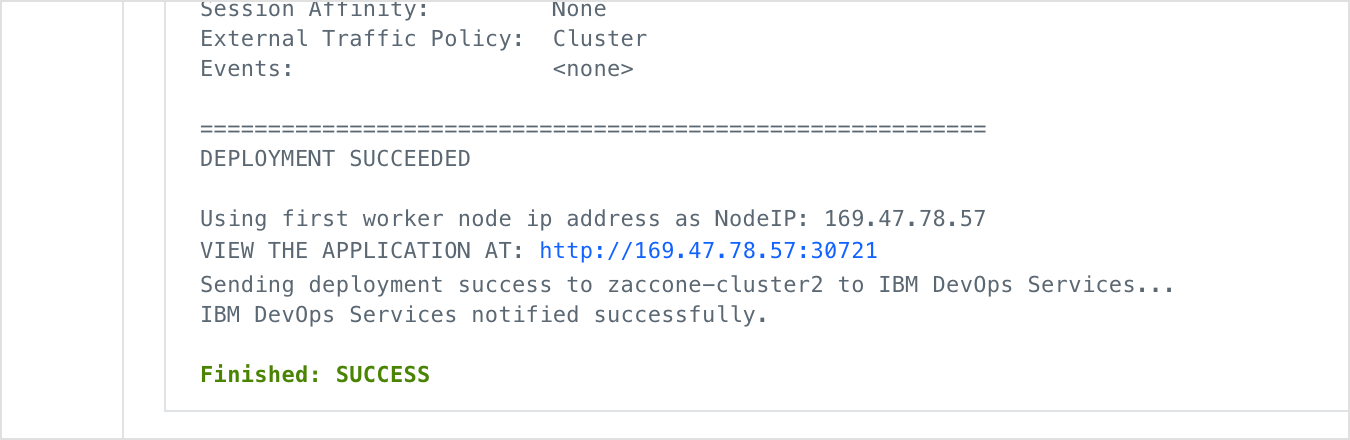 Session Affinity:         None
External Traffic Policy:  Cluster
Events:                   <none>
==========================================================
DEPLOYMENT SUCCEEDED
Using first worker node ip address as NodeIP: 169.47.78.57
VIEW THE APPLICATION AT: http://169.47.78.57:30721
Sending deployment success to zaccone-cluster2 to IBM DevOps Services...
IBM DevOps Services notified successfully.
Finished: SUCCESS